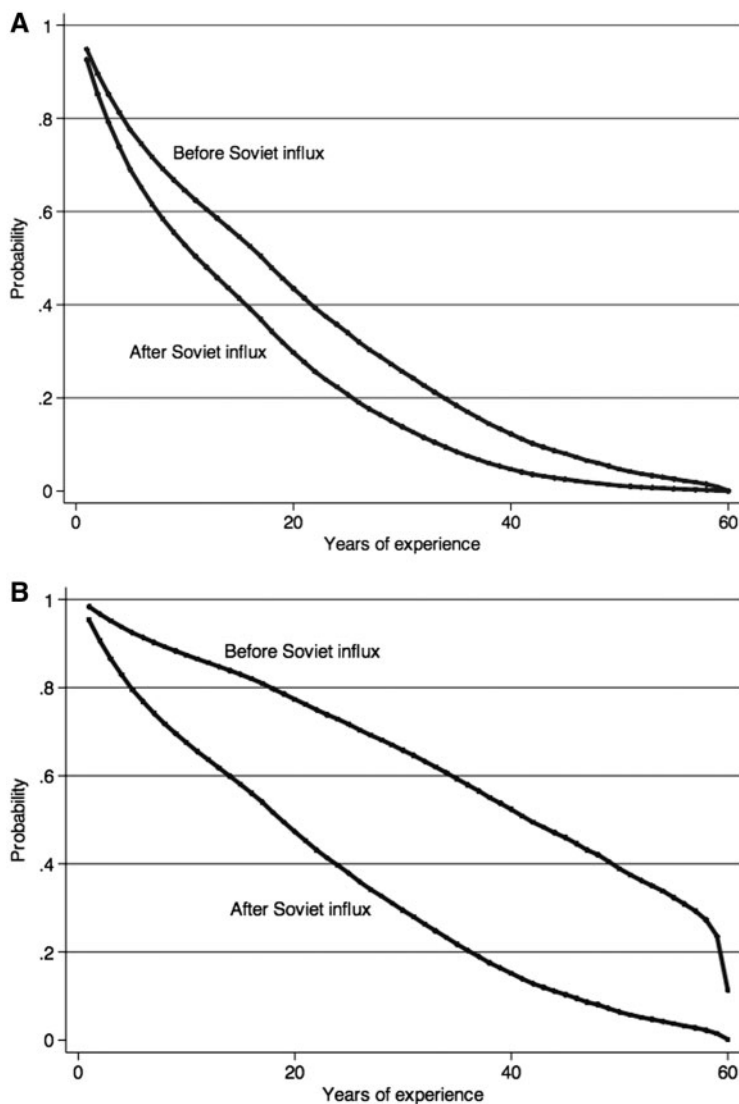 A
1
.8
.6
.4
.2
0
Probability
Before Soviet influx
After Soviet influx
0
20
40
60
Years of experience
B
1
.8
.6
.4
.2
0
Probability
Before Soviet influx
After Soviet influx
0
20
40
60
Years of experience